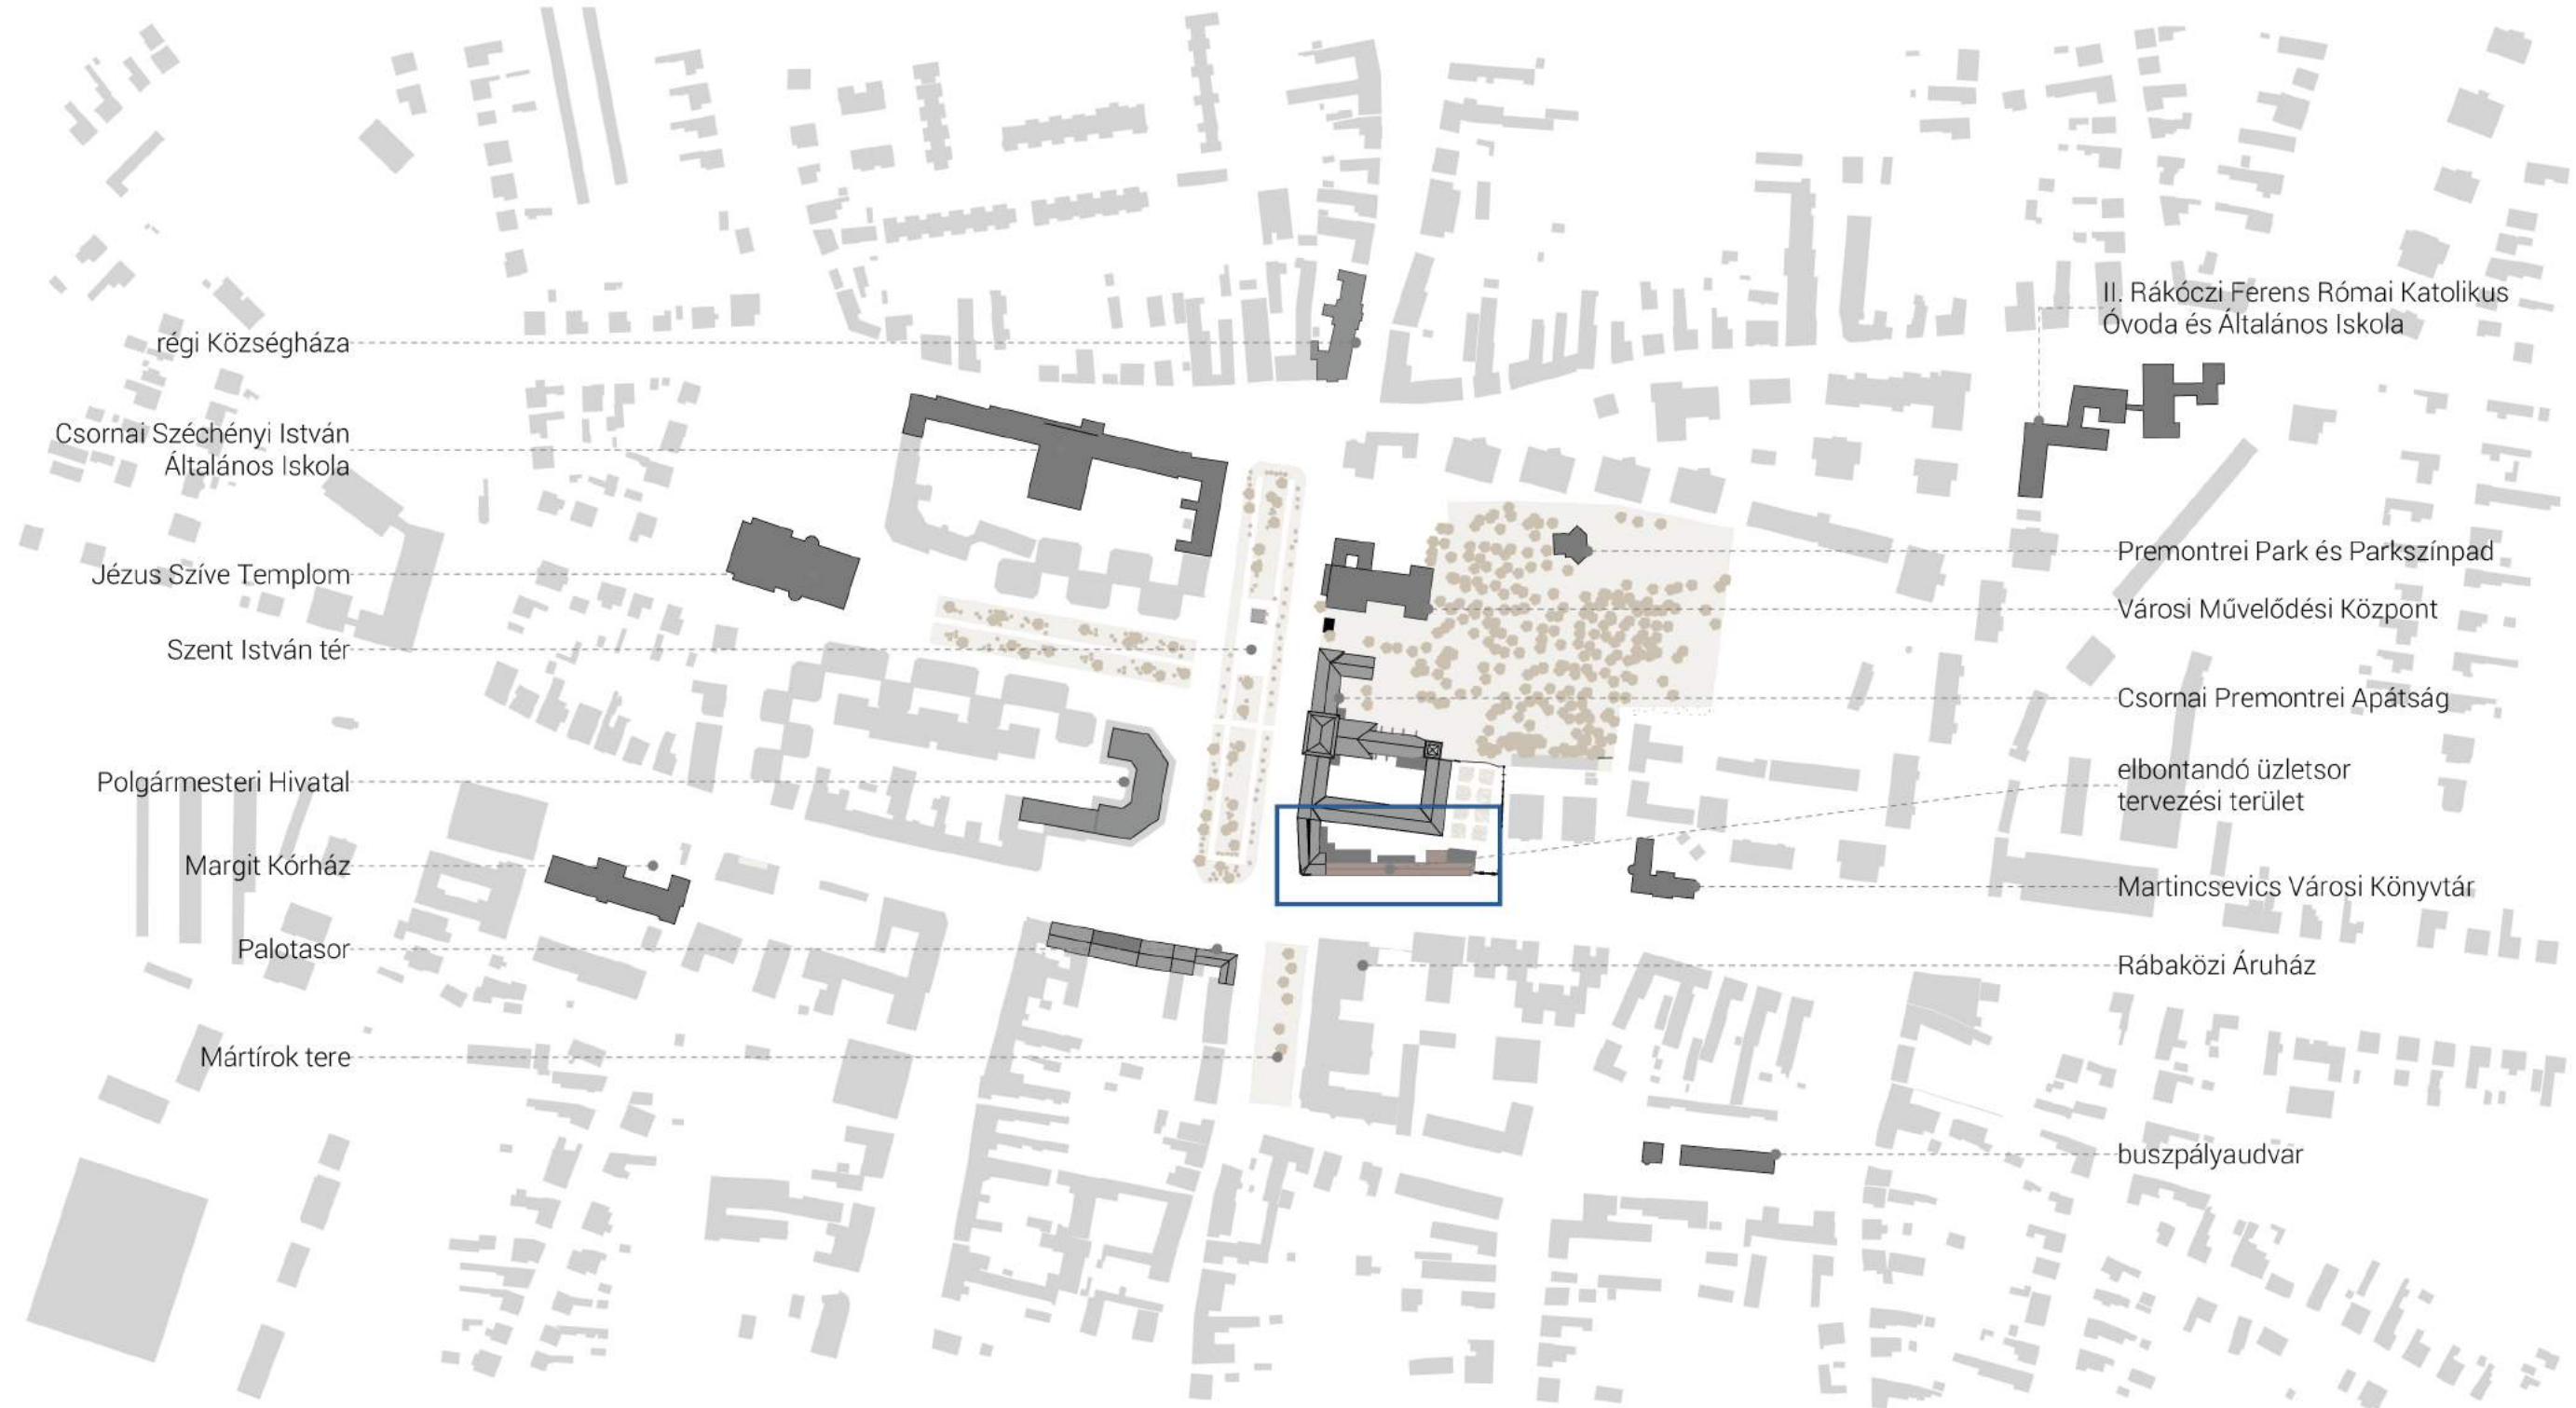 régi Községháza
Csornai Széchényi István
Általános Iskola
Jézus Szíve Templom
Szent István tér
Polgármesteri Hivatal
Margit Kórház
Palotasor
Mártírok tere
II. Rákóczi Ferens Római Katolikus
Óvoda és Általános Iskola
Premontrei Park és Parkszínpad
Városi Művelődési Központ
Csornai Premontrei Apátság
elbontandó üzletsor
tervezési terület
Martincsevics Városi Könyvtár
Rábaközi Áruház
buszpályaudvar